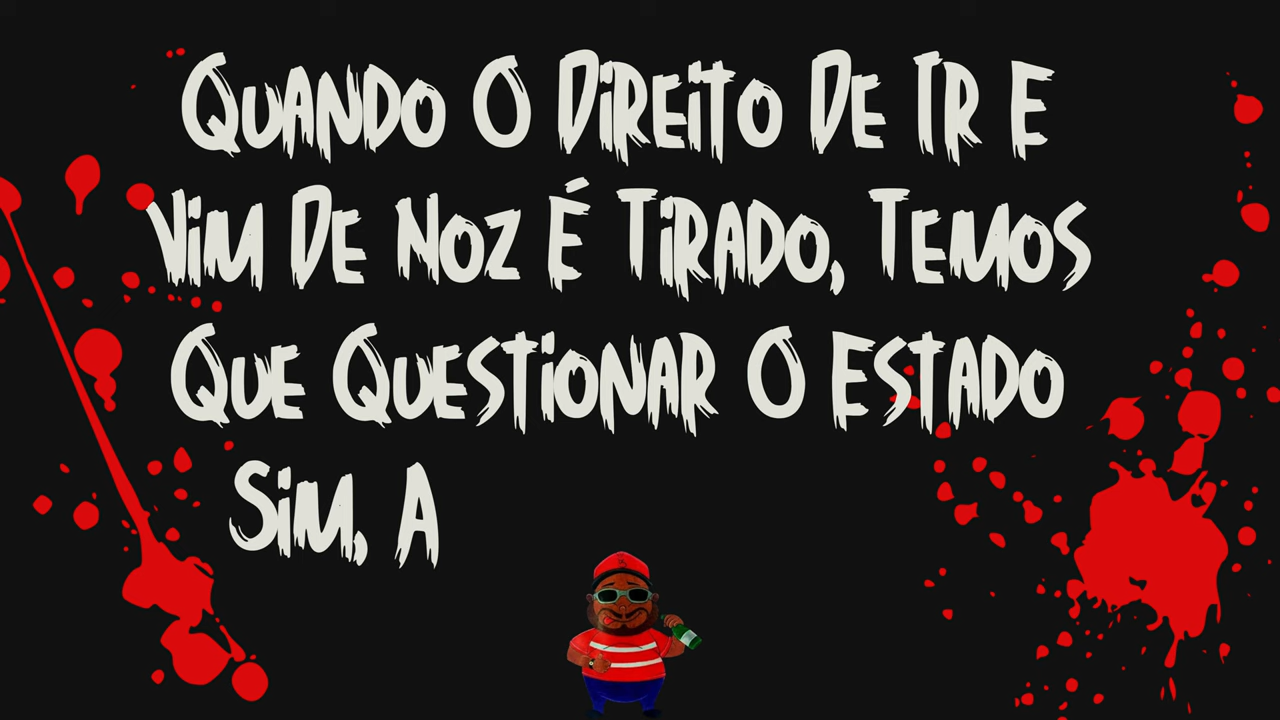 Quando O Direito De Ir E
Vim De Noz É Tirado, Temos
Que Questionar O Estado
Sim, A